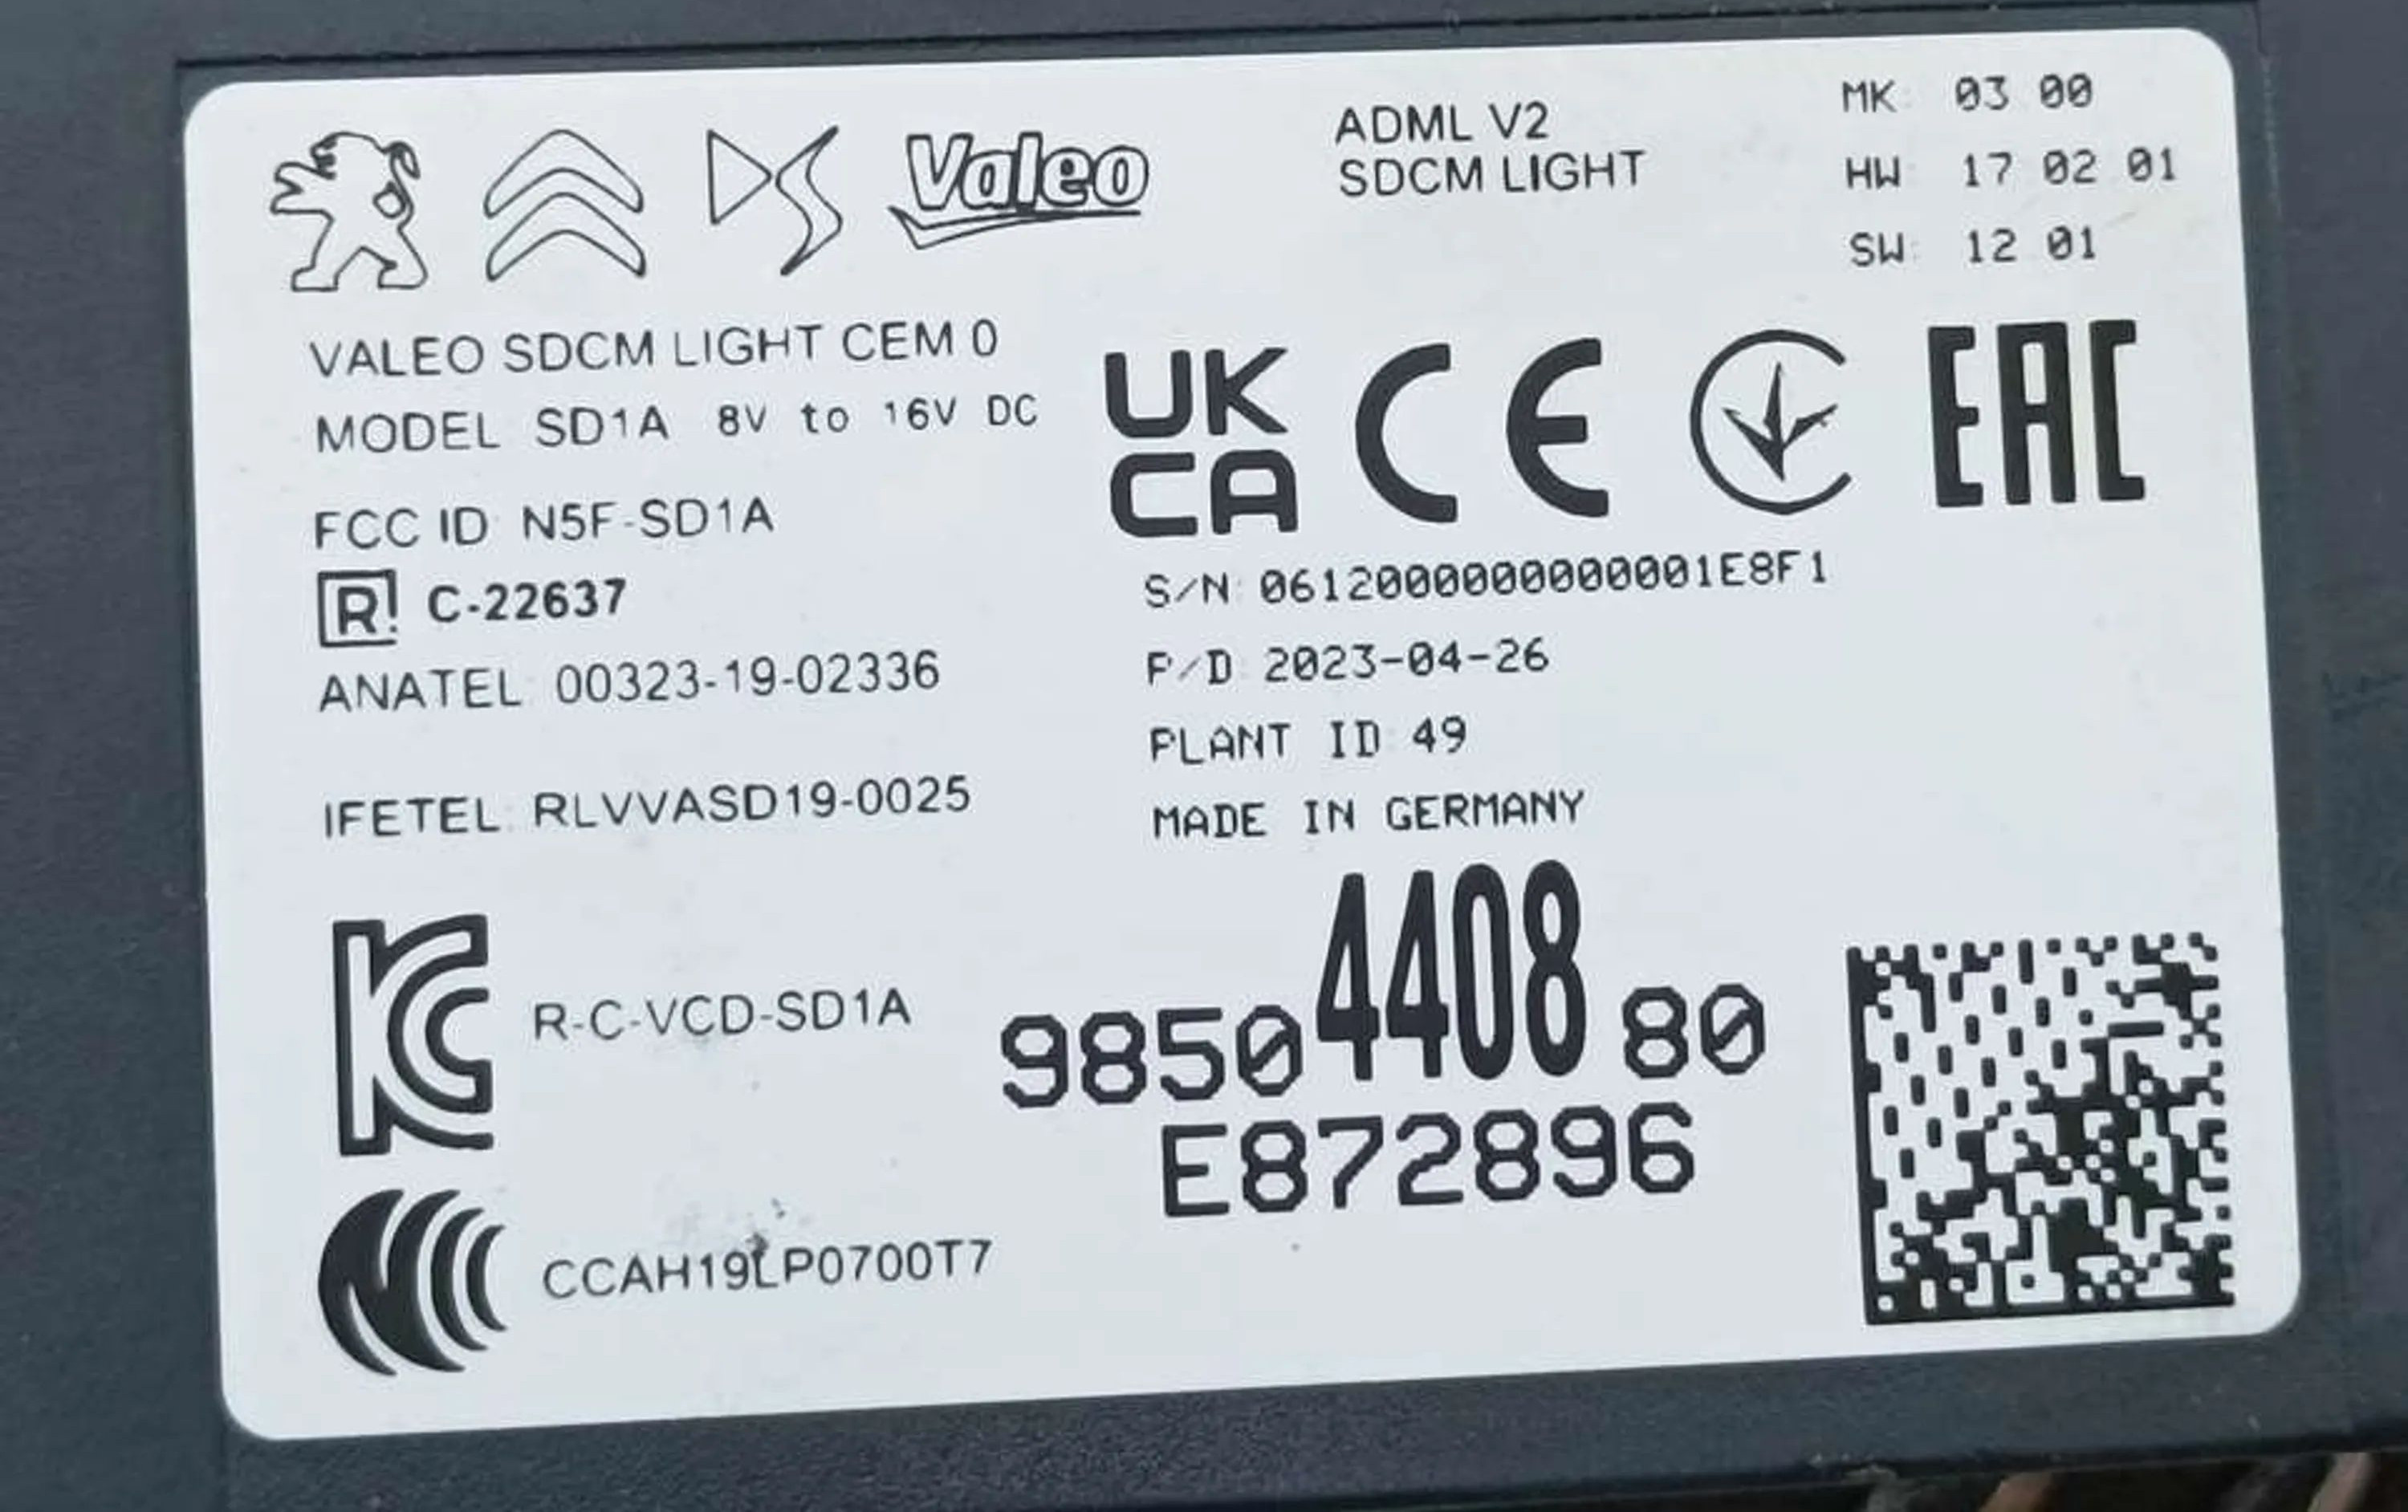 Valeo
ADML V2
SDCM LIGHT
MK: 03 00
HW: 17 02 01
SW: 12 01
VALEO SDCM LIGHT CEM 0
MODEL SD1A 8V to 16V DC
FCC ID: N5F-SD1A
R! C-22637
ANATEL: 00323-19-02336
IFETEL: RLVVASD19-0025
UK
CA
CE
EAC
S/N: 0612000000000001E8F1
P/D: 2023-04-26
PLANT ID: 49
MADE IN GERMANY
R-C-VCD-SD1A
9850 4408 80
E872896
CCAH19LP0700T7